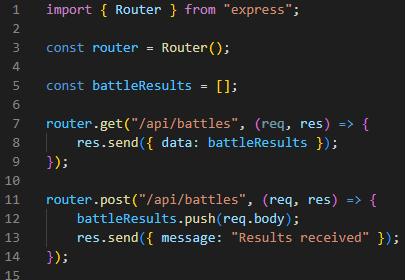 1 import { Router } from "express";
2
3 const router = Router();
4
5 const battleResults = [];
6
7 router.get("/api/battles", (req, res) => {
8     res.send({ data: battleResults });
9 });
10
11 router.post("/api/battles", (req, res) => {
12     battleResults.push(req.body);
13     res.send({ message: "Results received" });
14 });
15